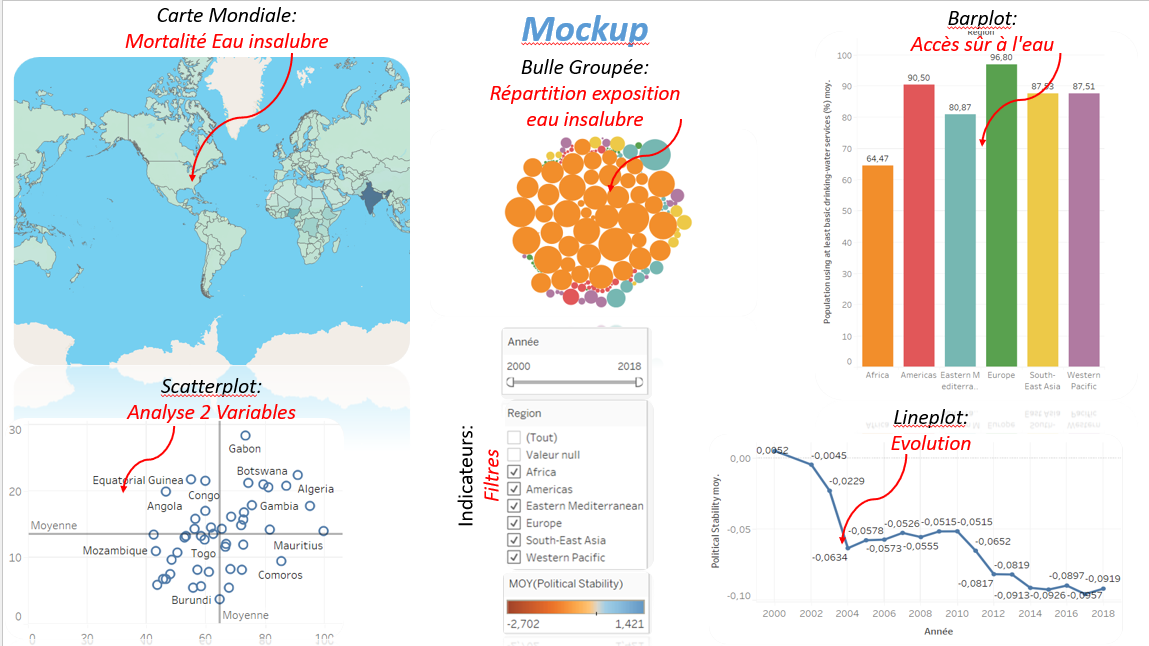 Carte Mondiale:
Mortalité Eau insalubre
Mockup
Bulle Groupée:
Répartition exposition
eau insalubre
Barplot:
Region
Accès sûr à l'eau
Population using at least basic drinking-water services (%) moy.
100
90
80
70
60
50
40
30
20
10
0
64,47
90,50
80,87
96,80
87,53
87,51
Africa
Americas
Eastern M
editerra..
Europe
South-
East Asia
Western
Pacific
Scatterplot:
Analyse 2 Variables
30
20
10
0
Gabon
Equatorial Guinea
Botswana
Congo
Algeria
Angola
Gambia
Moyenne
Mozambique
Togo
Mauritius
Comoros
Burundi
Moyenne
0
20
40
60
80
100
Indicateurs:
Filtres
Année
2000 2018
Region
(Tout)
Valeur null
Africa
Americas
Eastern Mediterranean
Europe
South-East Asia
Western Pacific
MOY(Political Stability)
-2,702 1,421
Lineplot:
Evolution
Political Stability moy.
0,00
-0,05
-0,10
0,0052
-0,0045
-0,0229
-0,0634
-0,0578
-0,0573
-0,0526
-0,0555
-0,0515
-0,0515
-0,0652
-0,0817
-0,0819
-0,0913
-0,0926
-0,0897
-0,0957
-0,0919
2000 2002 2004 2006 2008 2010 2012 2014 2016 2018
Année